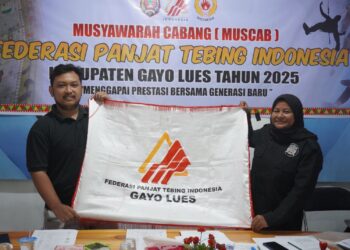 MUSYAWARAH CABANG ( MUSCAB )
FEDERASI PANJAT TEBING INDONESIA
KABUPATEN GAYO LUES TAHUN 2025
"MENGGAPAI PRESTASI BERSAMA GENERASI BARU"
FEDERASI PANJAT TEBING INDONESIA
GAYO LUES